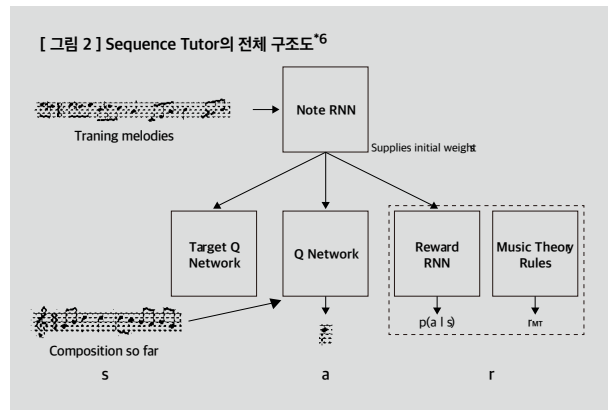 [ 그림 2 ] Sequence Tutor의 전체 구조도*6
Note RNN
Traning melodies
Supplies initial weights
Target Q
Network
Q Network
Reward
RNN
Music Theory
Rules
p(a l s)
rMT
Composition so far
s
a
r